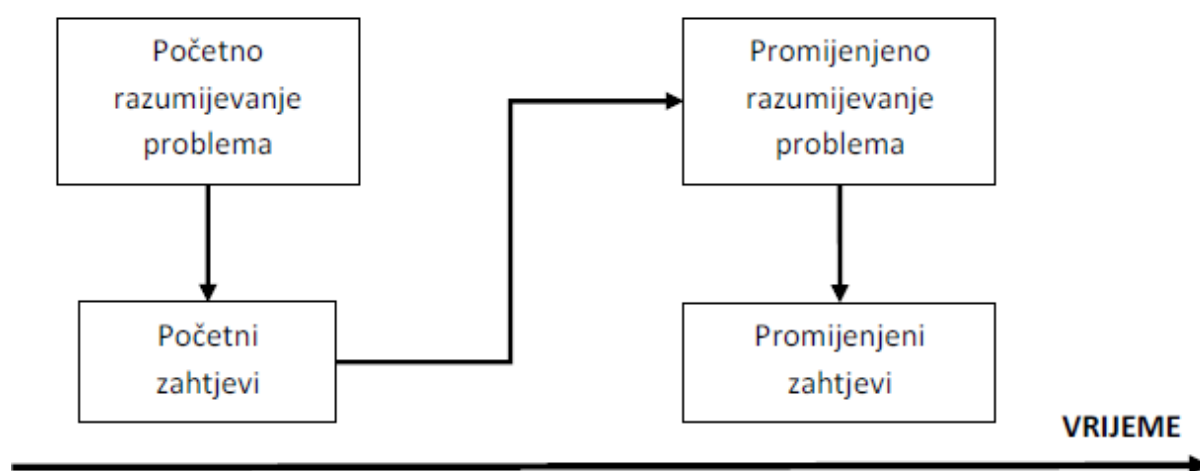 Početno
razumijevanje
problema
Početni
zahtjevi
Promijenjeno
razumijevanje
problema
Promijenjeni
zahtjevi
VRIJEME